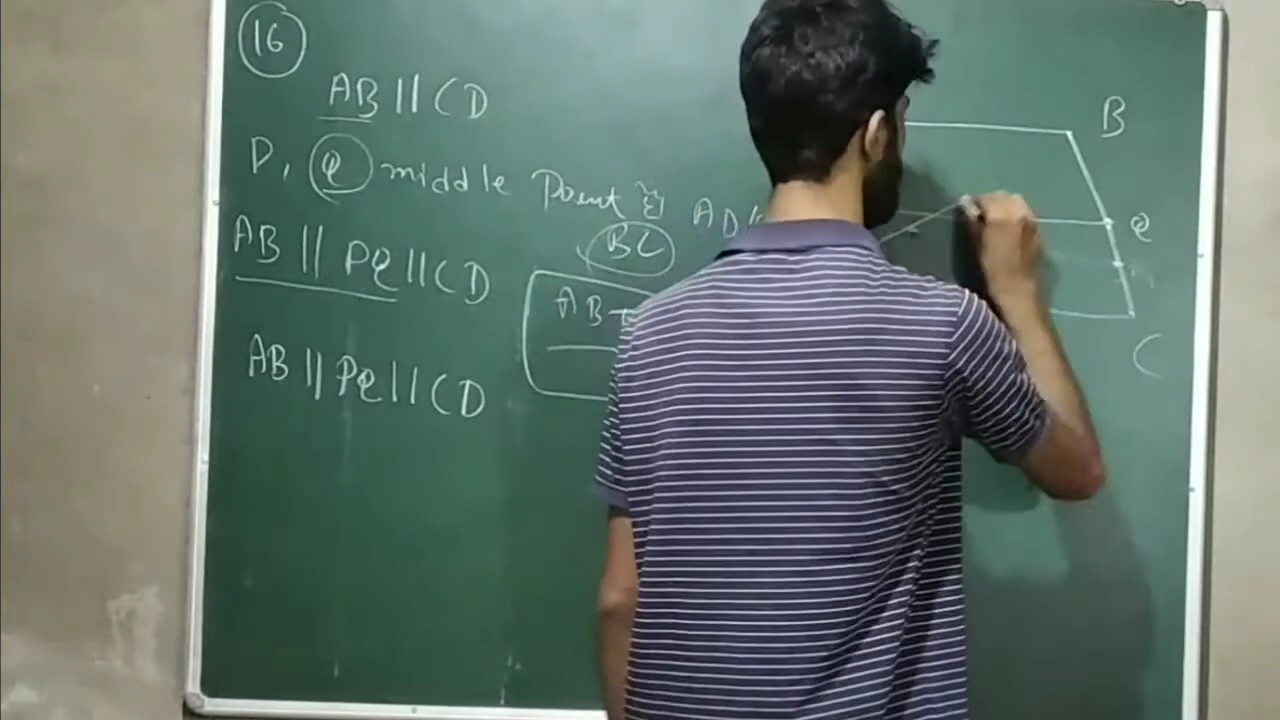 16
AB || CD
P, Q middle Point
AD
BC
AB || PQ || CD
AB
AB || PQ || CD
B
Q
C